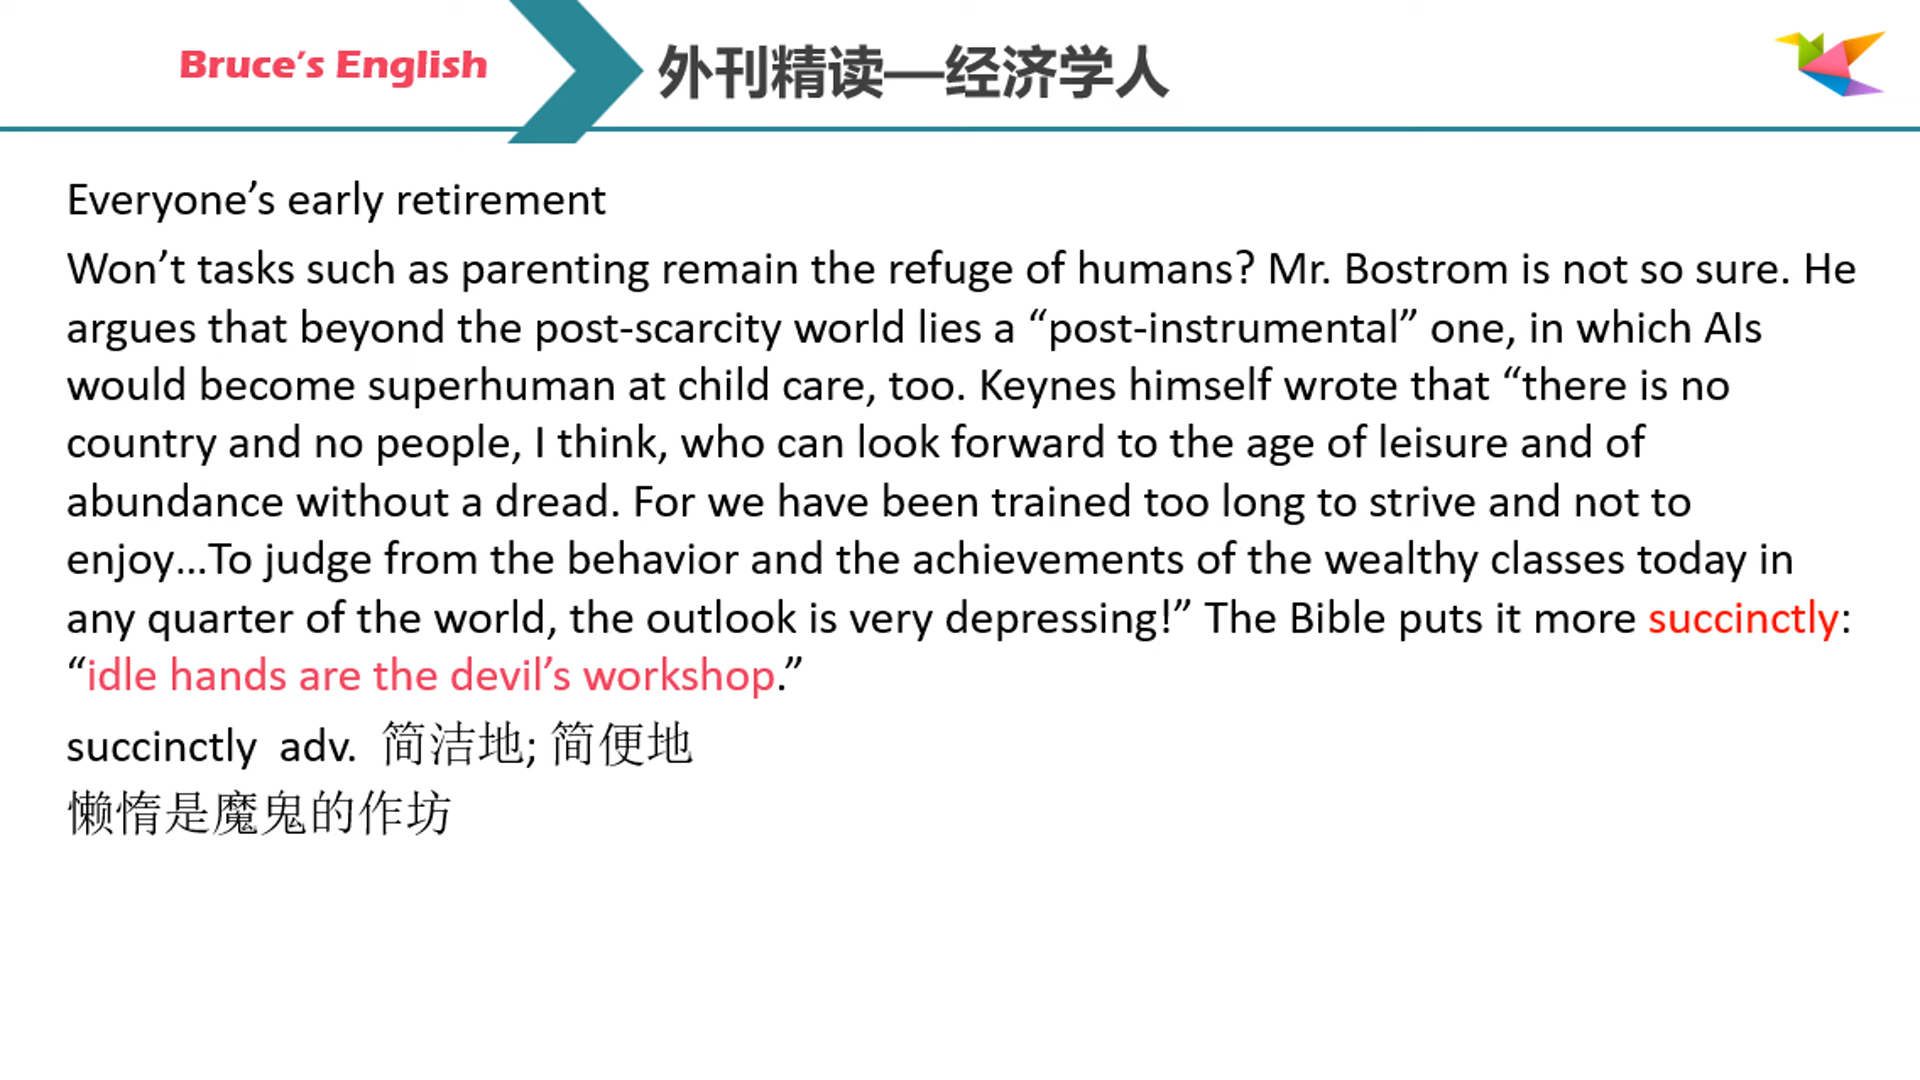 Bruce's English
外刊精读—经济学人
Everyone’s early retirement
Won’t tasks such as parenting remain the refuge of humans? Mr. Bostrom is not so sure. He
argues that beyond the post-scarcity world lies a “post-instrumental” one, in which AIs
would become superhuman at child care, too. Keynes himself wrote that “there is no
country and no people, I think, who can look forward to the age of leisure and of
abundance without a dread. For we have been trained too long to strive and not to
enjoy...To judge from the behavior and the achievements of the wealthy classes today in
any quarter of the world, the outlook is very depressing!” The Bible puts it more succinctly:
“idle hands are the devil’s workshop.”
succinctly  adv.  简洁地; 简便地
懒惰是魔鬼的作坊